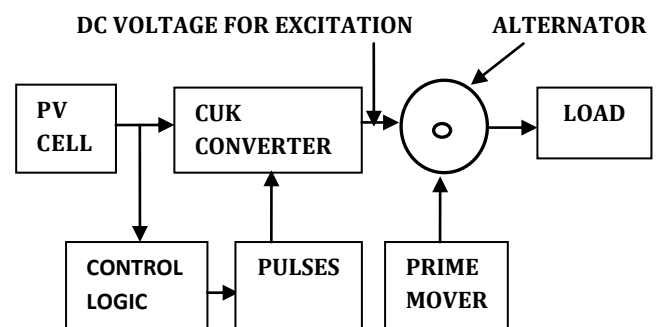 DC VOLTAGE FOR EXCITATION
ALTERNATOR
PV
CELL
CUK
CONVERTER
LOAD
CONTROL
LOGIC
PULSES
PRIME
MOVER